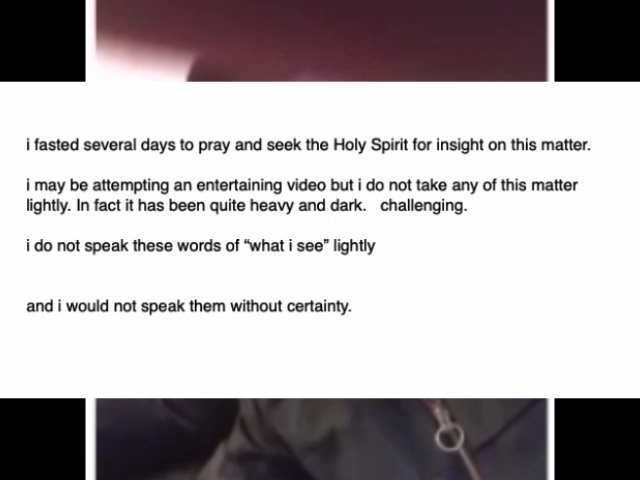 i fasted several days to pray and seek the Holy Spirit for insight on this matter.
i may be attempting an entertaining video but i do not take any of this matter
lightly. In fact it has been quite heavy and dark.   challenging.
i do not speak these words of “what i see” lightly
and i would not speak them without certainty.